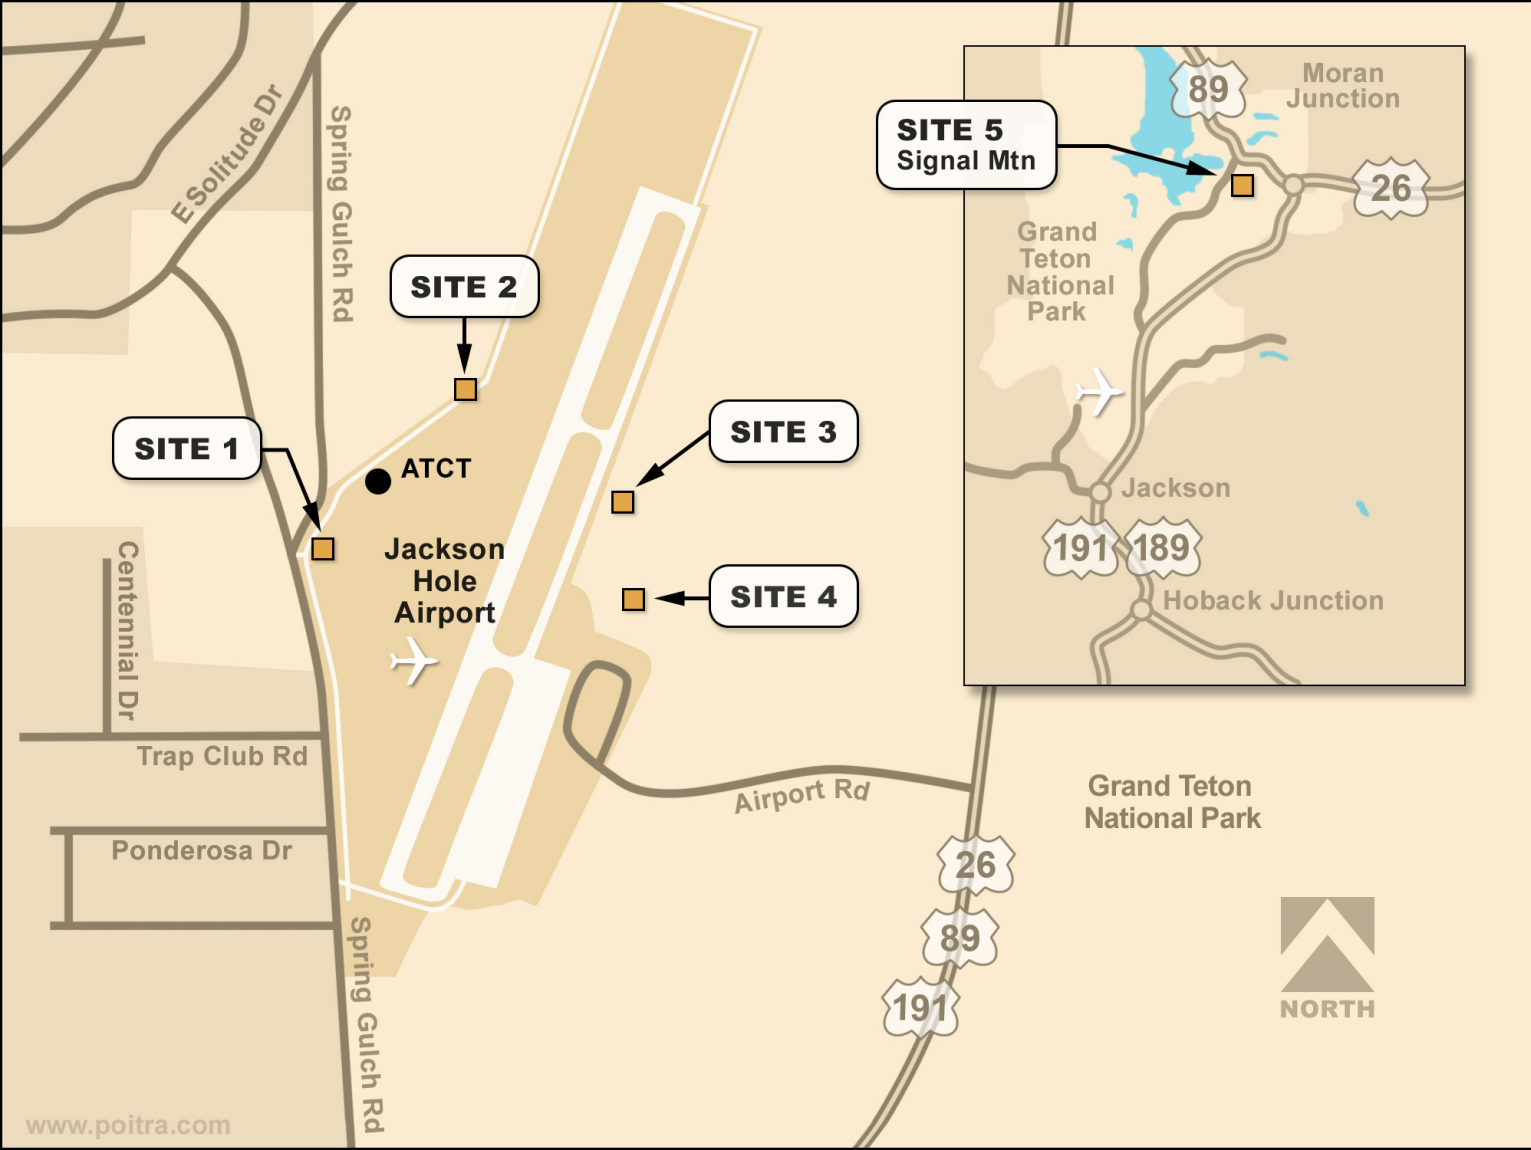 E Solitude Dr
Spring Gulch Rd
SITE 2
SITE 1
ATCT
SITE 3
Jackson
Hole
Airport
SITE 4
Centennial Dr
Trap Club Rd
Ponderosa Dr
Spring Gulch Rd
Airport Rd
26
89
191
Grand Teton
National Park
NORTH
www.poitra.com
89
Moran
Junction
SITE 5
Signal Mtn
26
Grand
Teton
National
Park
Jackson
191
189
Hoback Junction